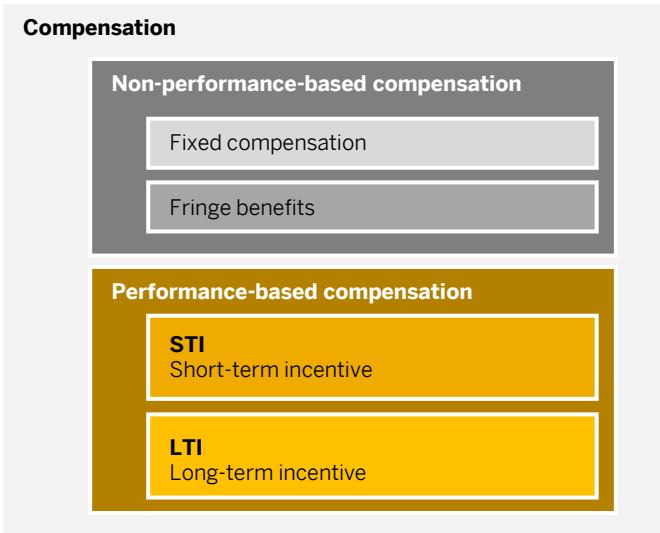 Compensation
Non-performance-based compensation
Fixed compensation
Fringe benefits
Performance-based compensation
STI
Short-term incentive
LTI
Long-term incentive